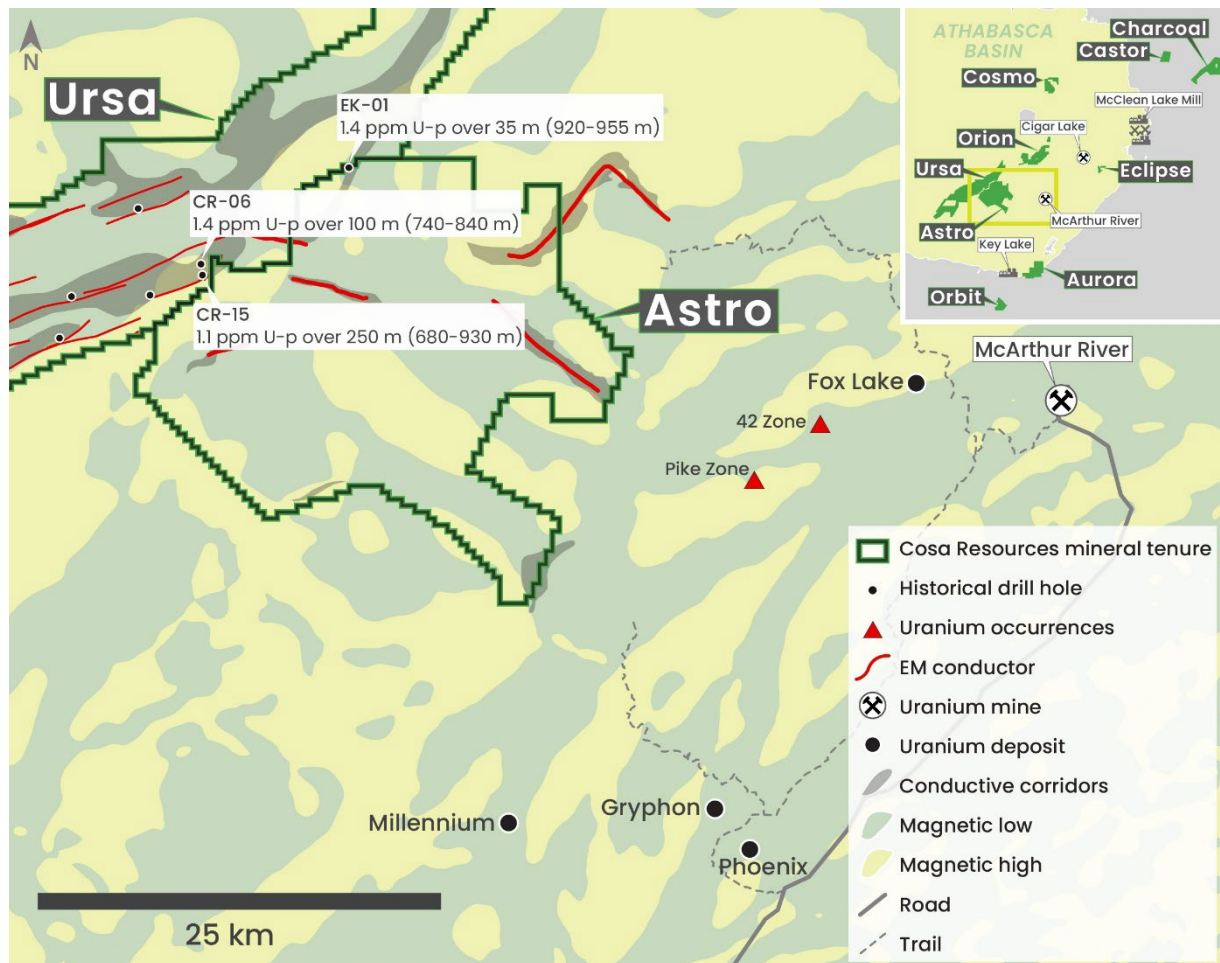 N
Ursa
EK-01
1.4 ppm U-p over 35 m (920-955 m)
CR-06
1.4 ppm U-p over 100 m (740-840 m)
CR-15
1.1 ppm U-p over 250 m (680-930 m)
Astro
McArthur River
Fox Lake
42 Zone
Pike Zone
Millennium
Gryphon
Phoenix
25 km
ATHABASCA
BASIN
Charcoal
Castor
Cosmo
McClean Lake Mill
Cigar Lake
Orion
Ursa
Eclipse
McArthur River
Astro
Key Lake
Aurora
Orbit
Cosa Resources mineral tenure
Historical drill hole
Uranium occurrences
EM conductor
Uranium mine
Uranium deposit
Conductive corridors
Magnetic low
Magnetic high
Road
Trail